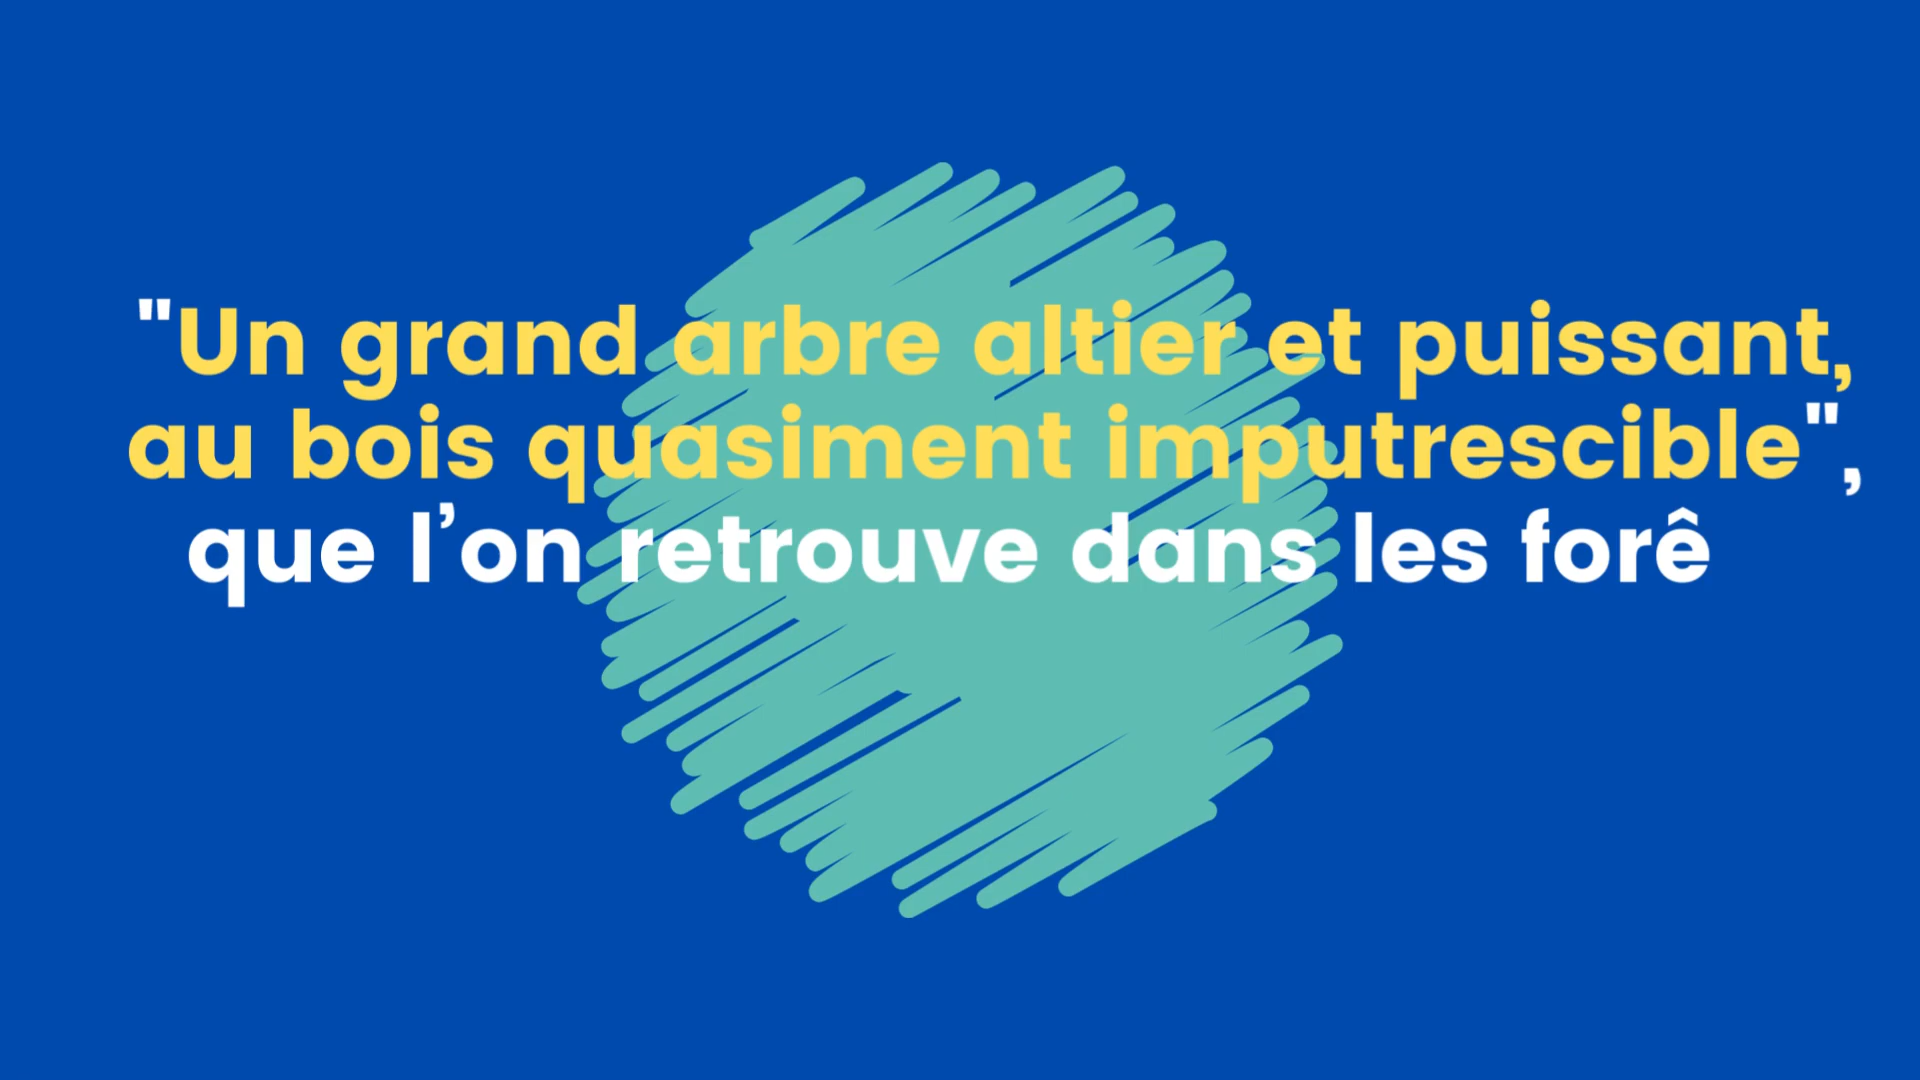 "Un grand arbre altier et puissant,
au bois quasiment imputrescible",
que l’on retrouve dans les forê